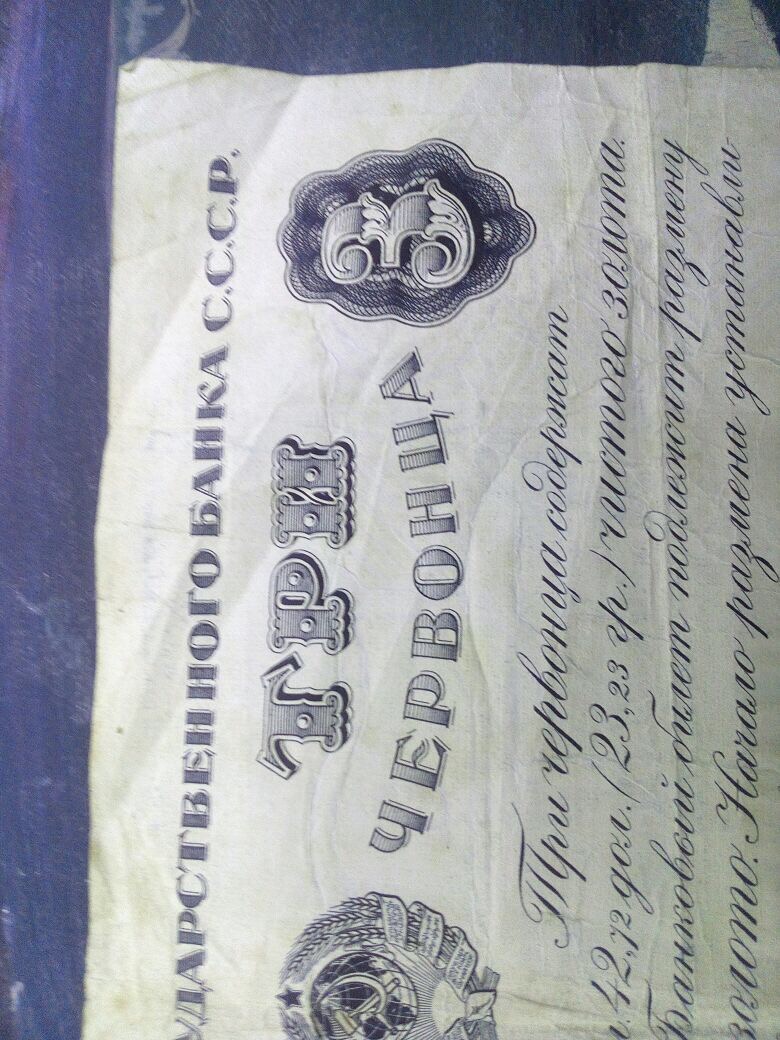 УДАРСТВЕННОГО БАНКА С.С.С.Р.
3
ТРИ
ЧЕРВОНЦА
Три червонца содержат
42,72 дол. (23,23 гр.) чистого золота.
Банковый билет подлежит размену
золото. Начало размена устанавли-